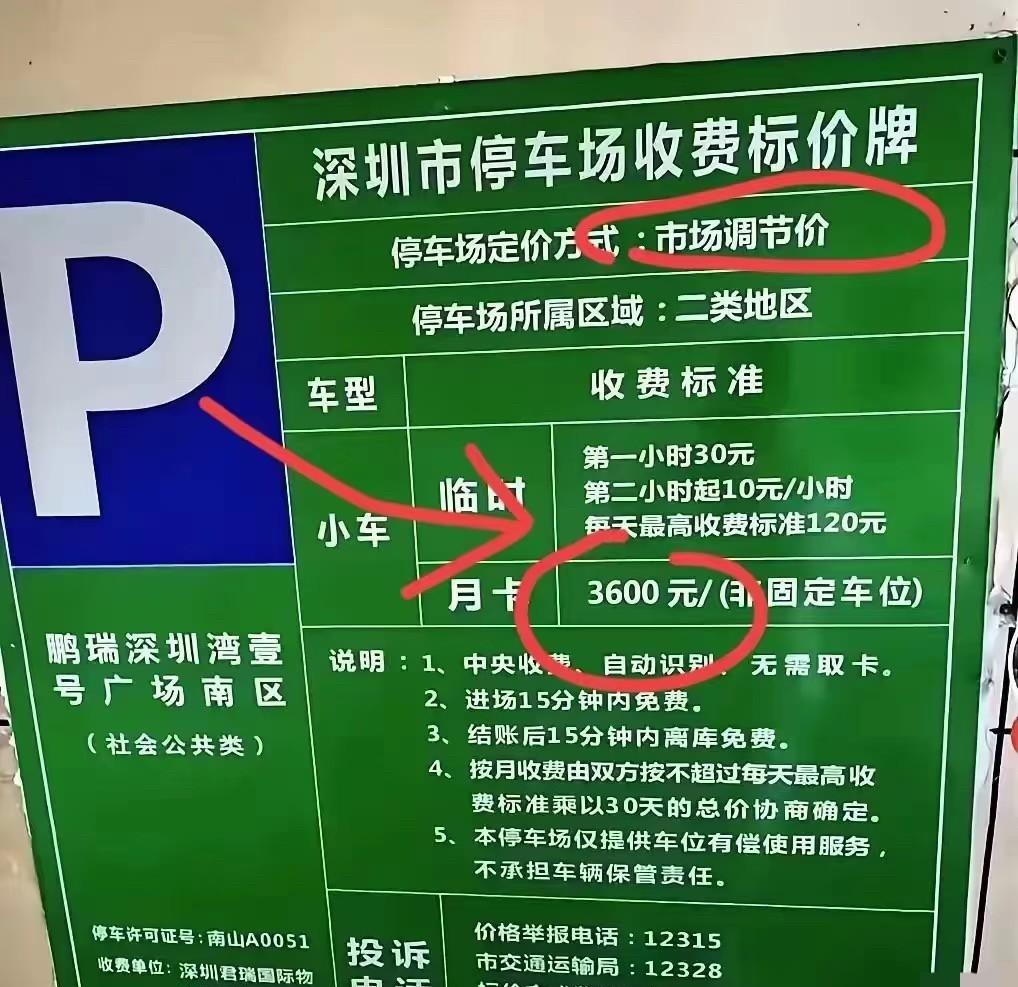 P
深圳市停车场收费标价牌
停车场定价方式：市场调节价
停车场所属区域：二类地区
车型
收费标准
小车
临时
第一小时30元
第二小时起10元/小时
每天最高收费标准120元
月卡
3600 元/(非固定车位)
鹏瑞深圳湾壹
号广场南区
（社会公共类）
说明：1、中央收费、自动识别、无需取卡。
2、进场15分钟内免费。
3、结账后15分钟内离库免费。
4、按月收费由双方按不超过每天最高收
费标准乘以30天的总价协商确定。
5、本停车场仅提供车位有偿使用服务，
不承担车辆保管责任。
停车许可证号：南山A0051
收费单位：深圳君瑞国际物
投诉
电话
价格举报电话：12315
市交通运输局：12328